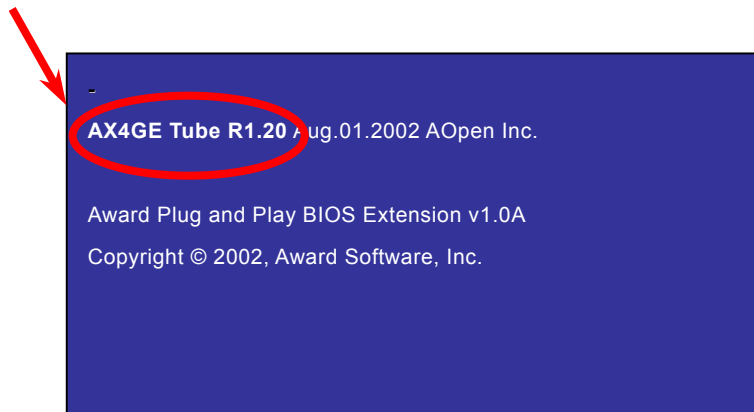 -
AX4GE Tube R1.20 Aug.01.2002 AOpen Inc.
Award Plug and Play BIOS Extension v1.0A
Copyright © 2002, Award Software, Inc.